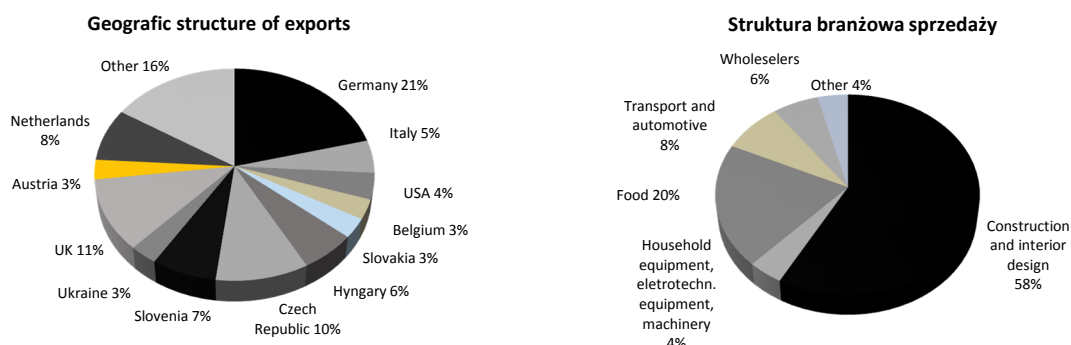 Geografic structure of exports
Other 16%
Germany 21%
Netherlands
8%
Italy 5%
Austria 3%
USA 4%
Belgium 3%
UK 11%
Slovakia 3%
Ukraine 3%
Hyngary 6%
Slovenia 7%
Czech
Republic 10%
Struktura branżowa sprzedaży
Wholeselers
6%
Other 4%
Transport and
automotive
8%
Food 20%
Household
equipment,
eletrotechn.
equipment,
machinery
4%
Construction
and interior
design
58%